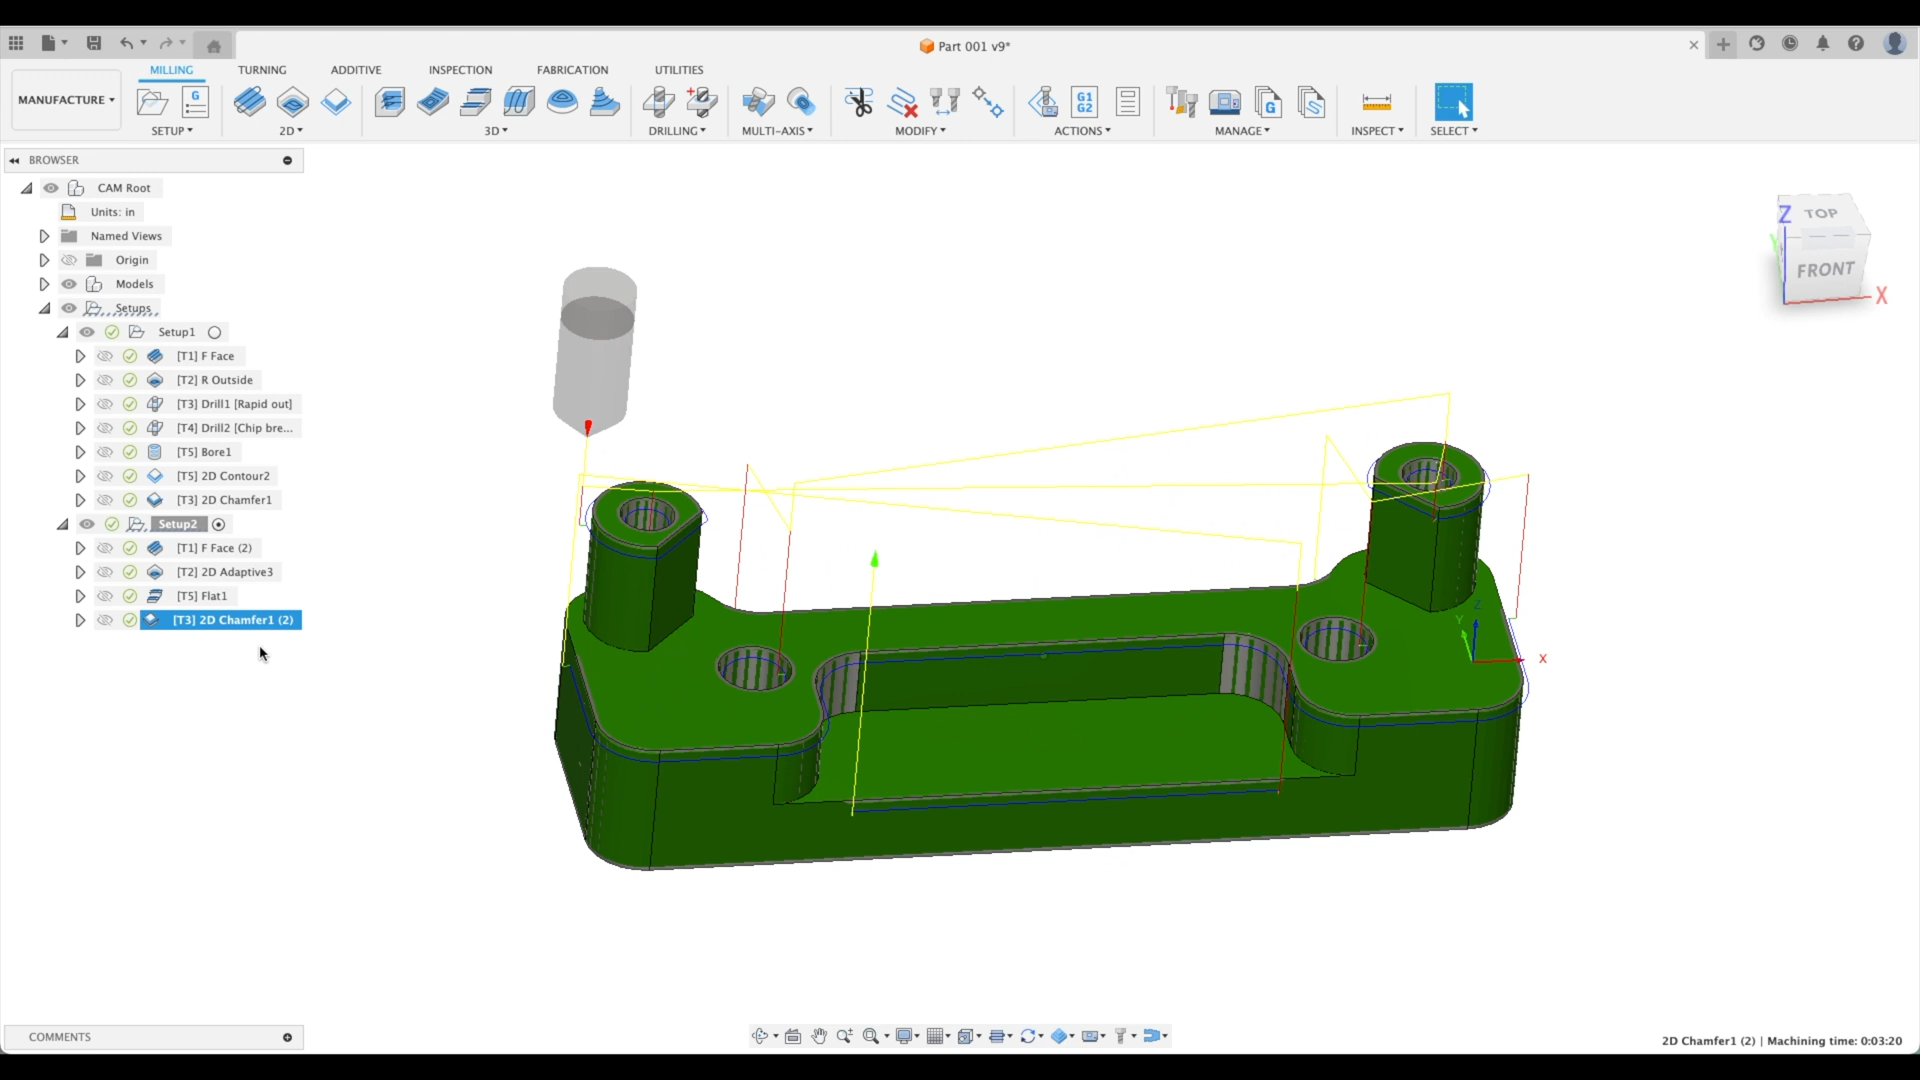 Part 001 v9*
MANUFACTURE
MILLING TURNING ADDITIVE INSPECTION FABRICATION UTILITIES
G G1 G2 G
SETUP 2D 3D DRILLING MULTI-AXIS MODIFY ACTIONS MANAGE INSPECT SELECT
BROWSER
CAM Root
Units: in
Named Views
Origin
Models
Setups
Setup1
[T1] F Face
[T2] R Outside
[T3] Drill1 [Rapid out]
[T4] Drill2 [Chip bre...
[T5] Bore1
[T5] 2D Contour2
[T3] 2D Chamfer1
Setup2
[T1] F Face (2)
[T2] 2D Adaptive3
[T5] Flat1
[T3] 2D Chamfer1 (2)
Z TOP
Y
FRONT
X
Z
Y
X
COMMENTS
2D Chamfer1 (2) | Machining time: 0:03:20